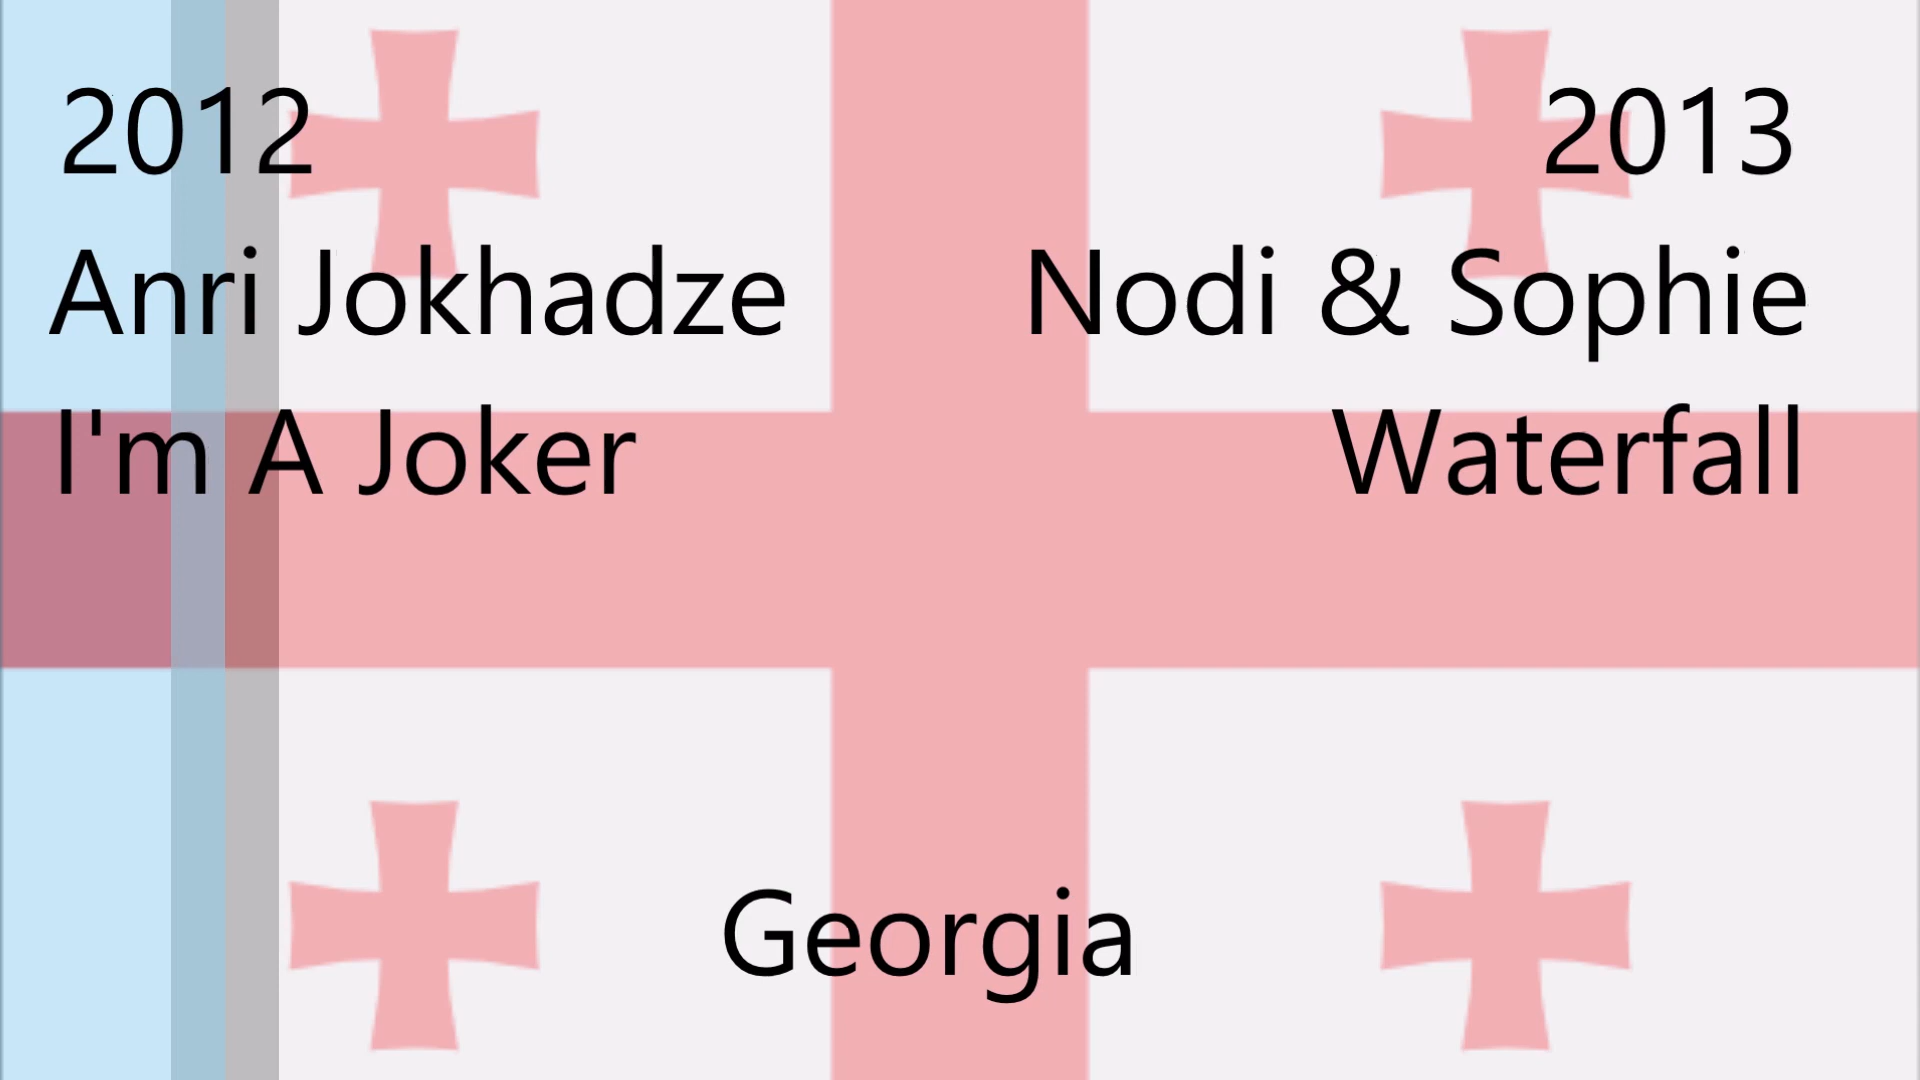 2012
Anri Jokhadze
I'm A Joker
2013
Nodi & Sophie
Waterfall
Georgia